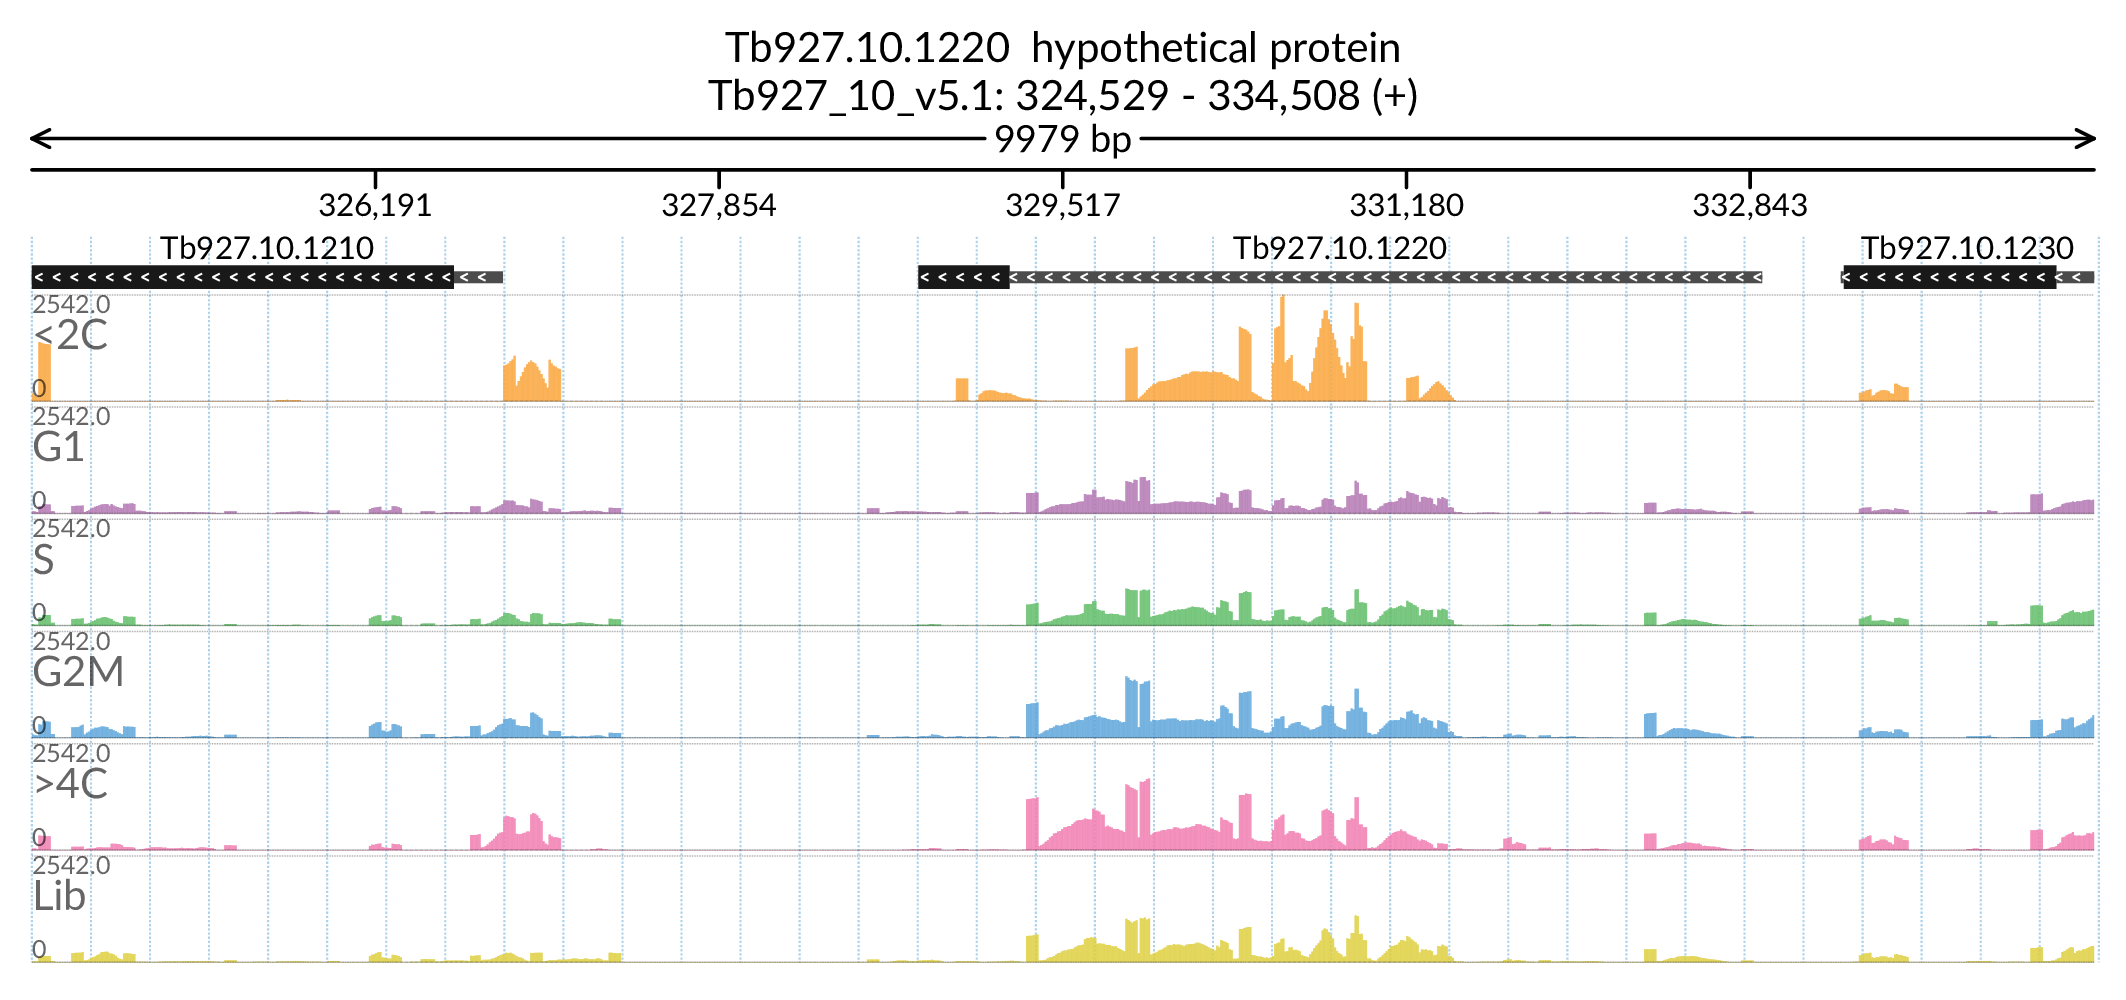 Tb927.10.1220  hypothetical protein
Tb927_10_v5.1: 324,529 - 334,508 (+)
9979 bp
326,191 327,854 329,517 331,180 332,843
Tb927.10.1210 Tb927.10.1220 Tb927.10.1230
2542.0
<2C
0
2542.0
G1
0
2542.0
S
0
2542.0
G2M
0
2542.0
>4C
0
2542.0
Lib
0